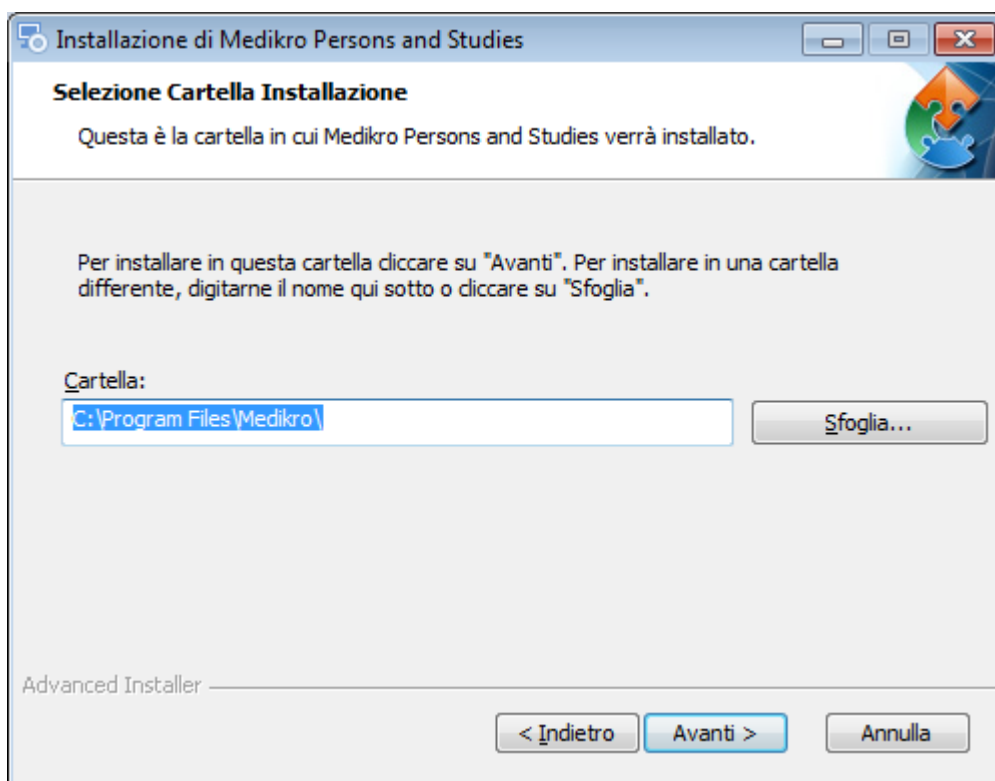 Installazione di Medikro Persons and Studies
Selezione Cartella Installazione
Questa è la cartella in cui Medikro Persons and Studies verrà installato.
Per installare in questa cartella cliccare su "Avanti". Per installare in una cartella
differente, digitarne il nome qui sotto o cliccare su "Sfoglia".
Cartella:
C:\Program Files\Medikro\
Sfoglia...
Advanced Installer
< Indietro
Avanti >
Annulla